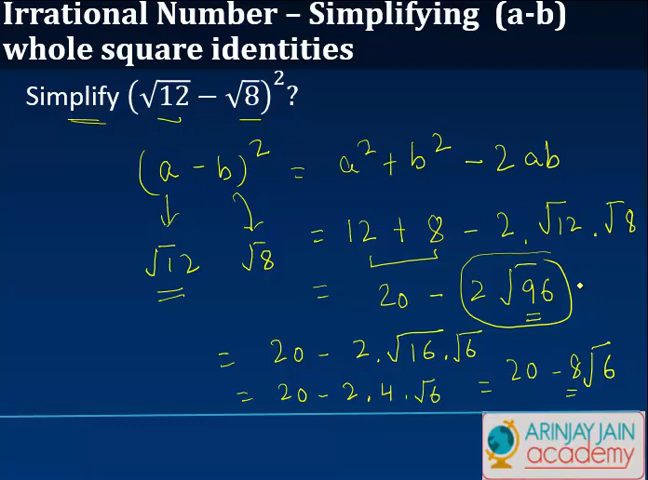 Irrational Number – Simplifying (a-b)
whole square identities
Simplify (√12 − √8)²?
(a - b)² = a² + b² - 2ab
√12 √8 = 12 + 8 - 2.√12.√8
= 20 - 2√96
= 20 - 2.√16.√6
= 20 - 2.4.√6 = 20 - 8√6
ARINJAY JAIN
academy